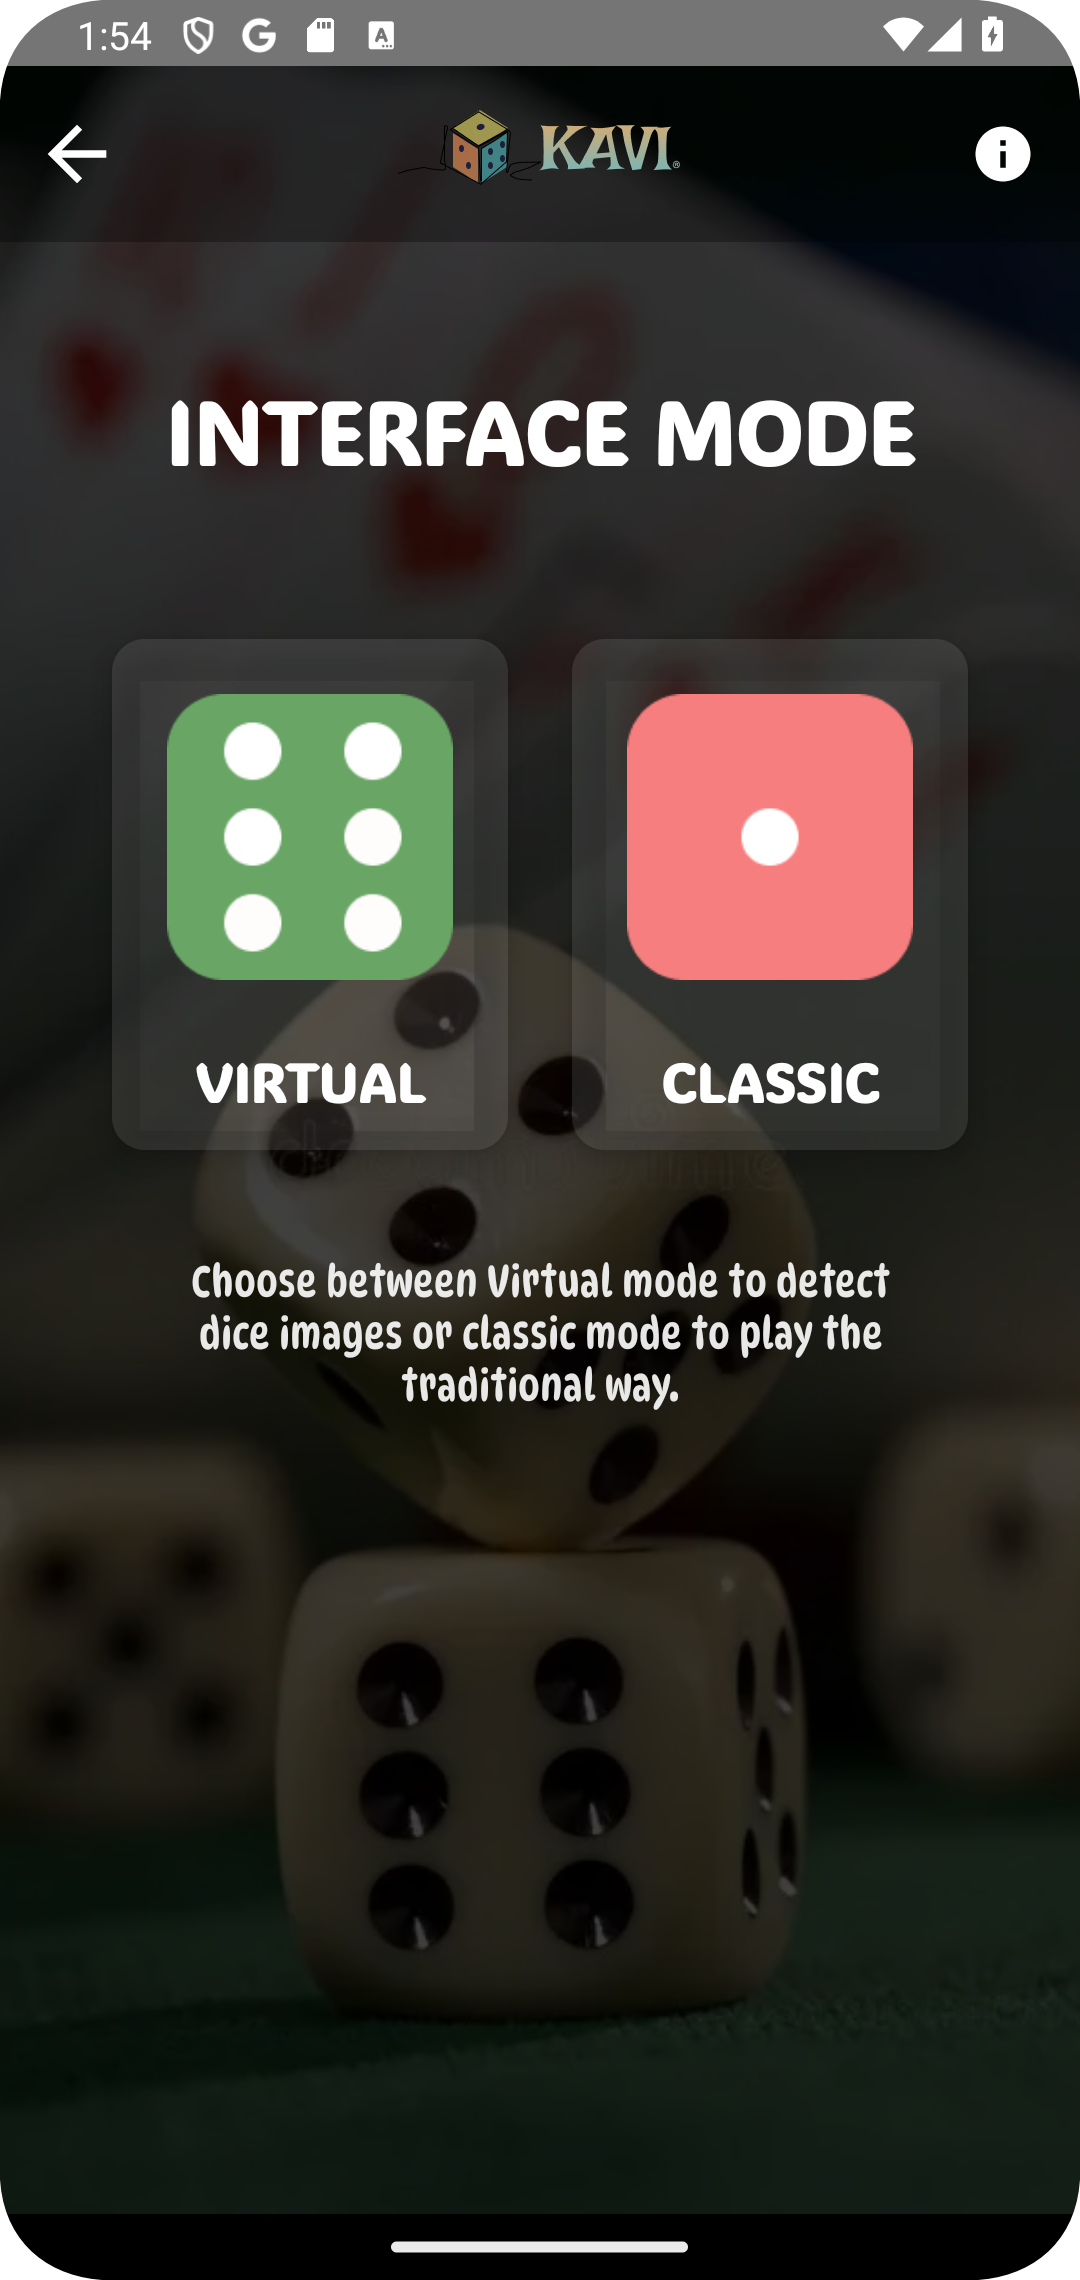 1:54
KAVI®
INTERFACE MODE
VIRTUAL
CLASSIC
Choose between Virtual mode to detect
dice images or classic mode to play the
traditional way.